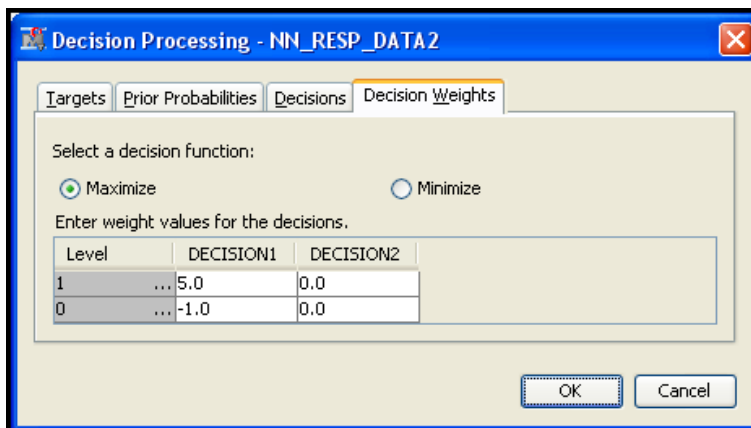 Decision Processing - NN_RESP_DATA2
Targets Prior Probabilities Decisions Decision Weights
Select a decision function:
Maximize Minimize
Enter weight values for the decisions.
Level DECISION1 DECISION2
1 ... 5.0 0.0
0 ... -1.0 0.0
OK Cancel